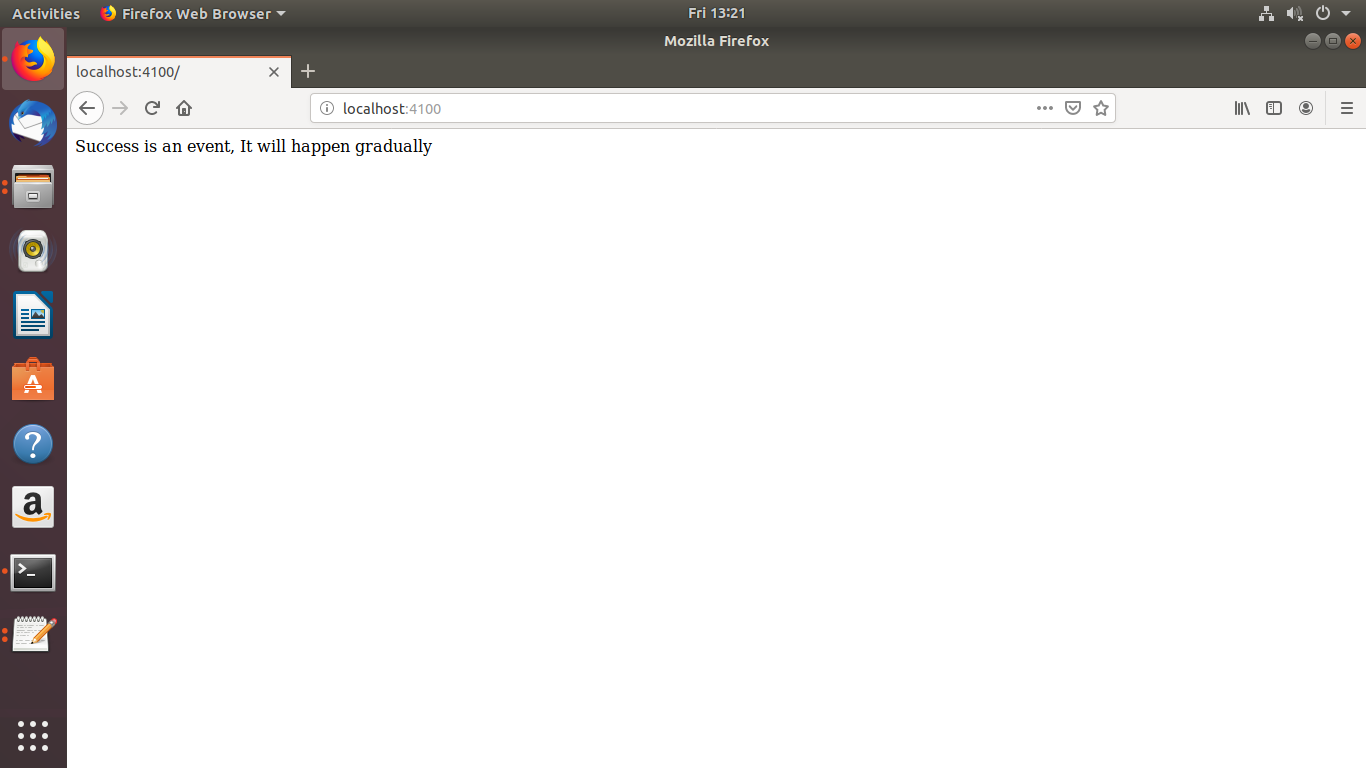 Activities
Firefox Web Browser
Fri 13:21
Mozilla Firefox
localhost:4100/
localhost:4100
Success is an event, It will happen gradually